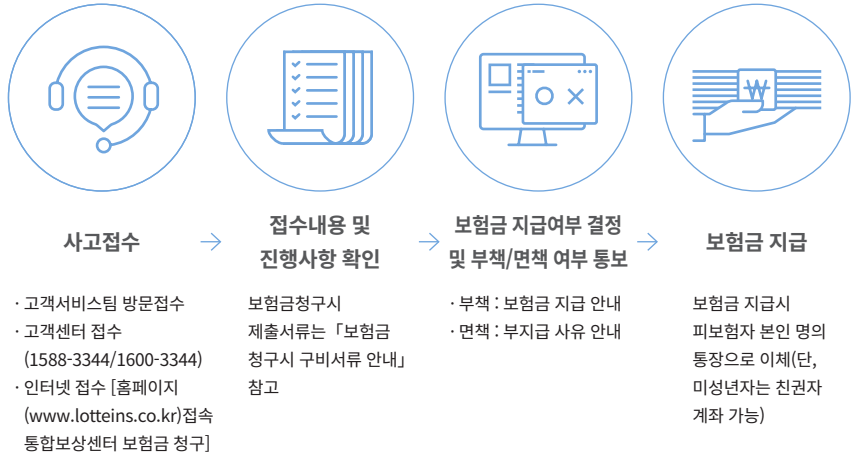 사고접수
· 고객서비스팀 방문접수
· 고객센터 접수
(1588-3344/1600-3344)
· 인터넷 접수 [홈페이지
(www.lotteins.co.kr)접속
통합보상센터 보험금 청구]
접수내용 및
진행사항 확인
보험금청구시
제출서류는「보험금
청구시 구비서류 안내」
참고
보험금 지급여부 결정
및 부책/면책 여부 통보
· 부책 : 보험금 지급 안내
· 면책 : 부지급 사유 안내
보험금 지급
보험금 지급시
피보험자 본인 명의
통장으로 이체(단,
미성년자는 친권자
계좌 가능)